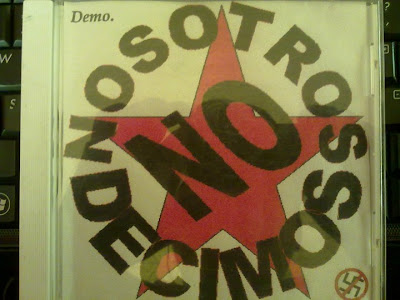 Demo.
NOSOTROS
DECIMOS
NO
W
S